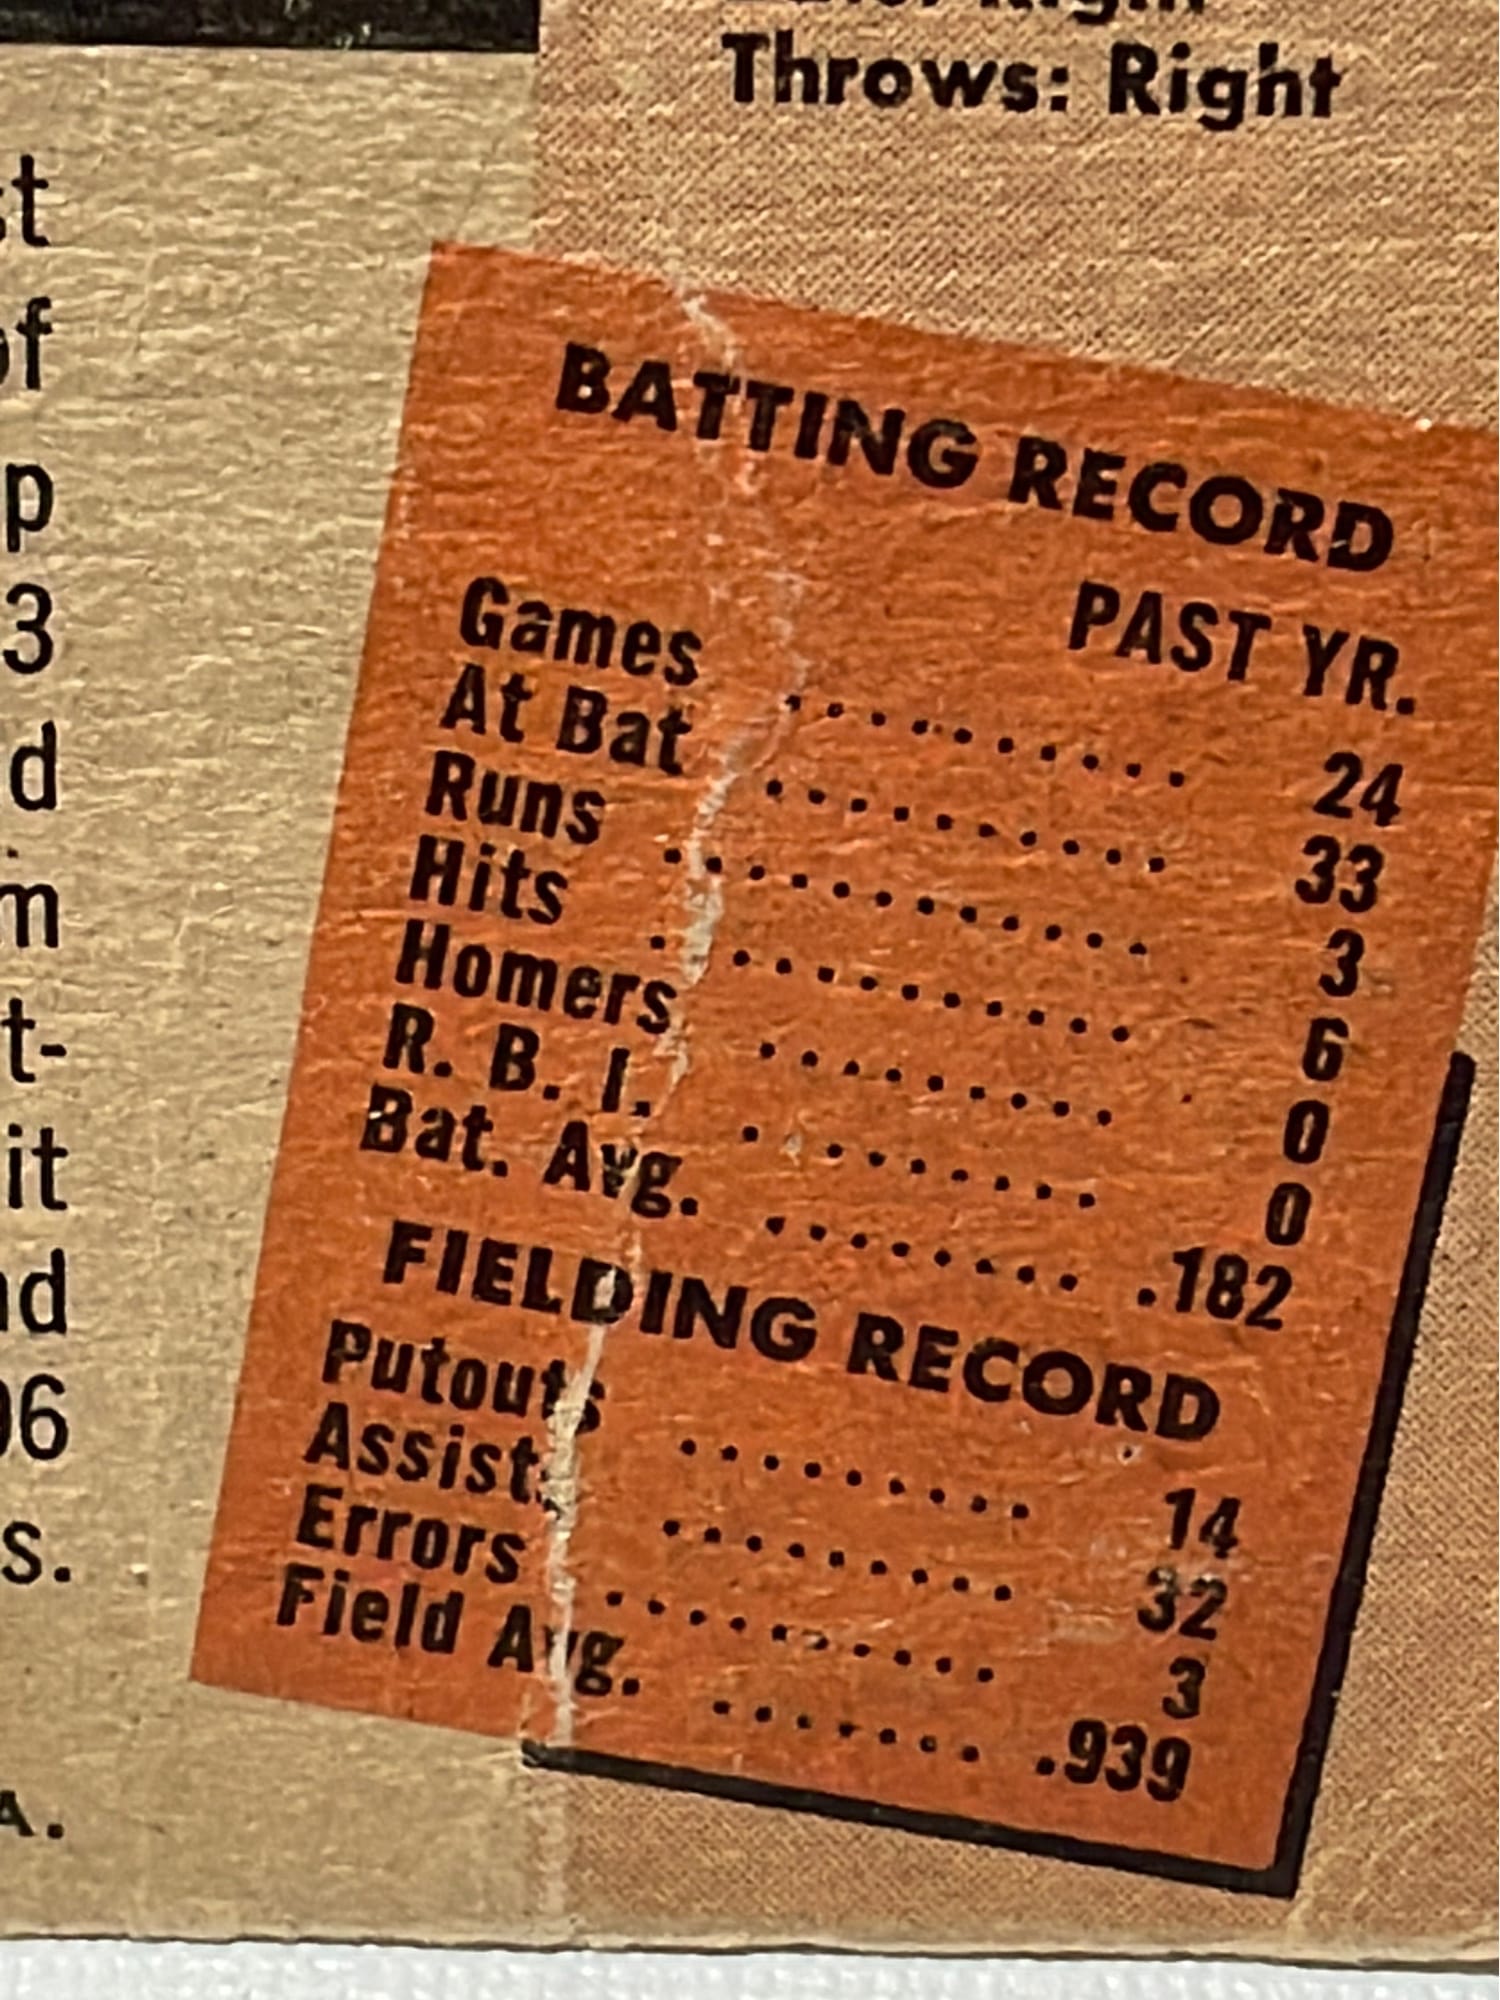 Throws: Right
st
of
p
3
d
m
t-
it
nd
06
s.
A.
BATTING RECORD
PAST YR.
Games .......... 24
At Bat .......... 33
Runs ............ 3
Hits ............ 6
Homers ......... 0
R. B. I. ......... 0
Bat. Avg. ........ .182
FIELDING RECORD
Putouts ......... 14
Assists ......... 32
Errors .......... 3
Field Avg. ....... .939